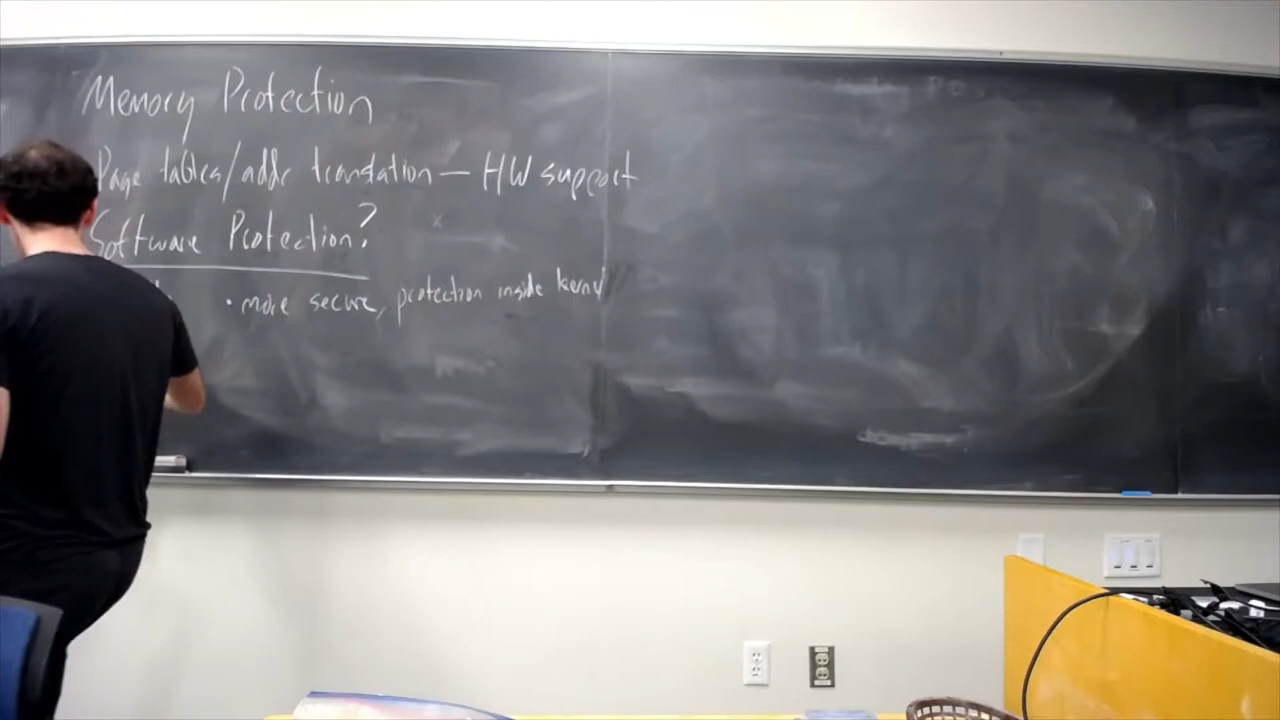 Memory Protection
Page tables/addr translation — HW support
Software Protection?
• more secure, protection inside kernel